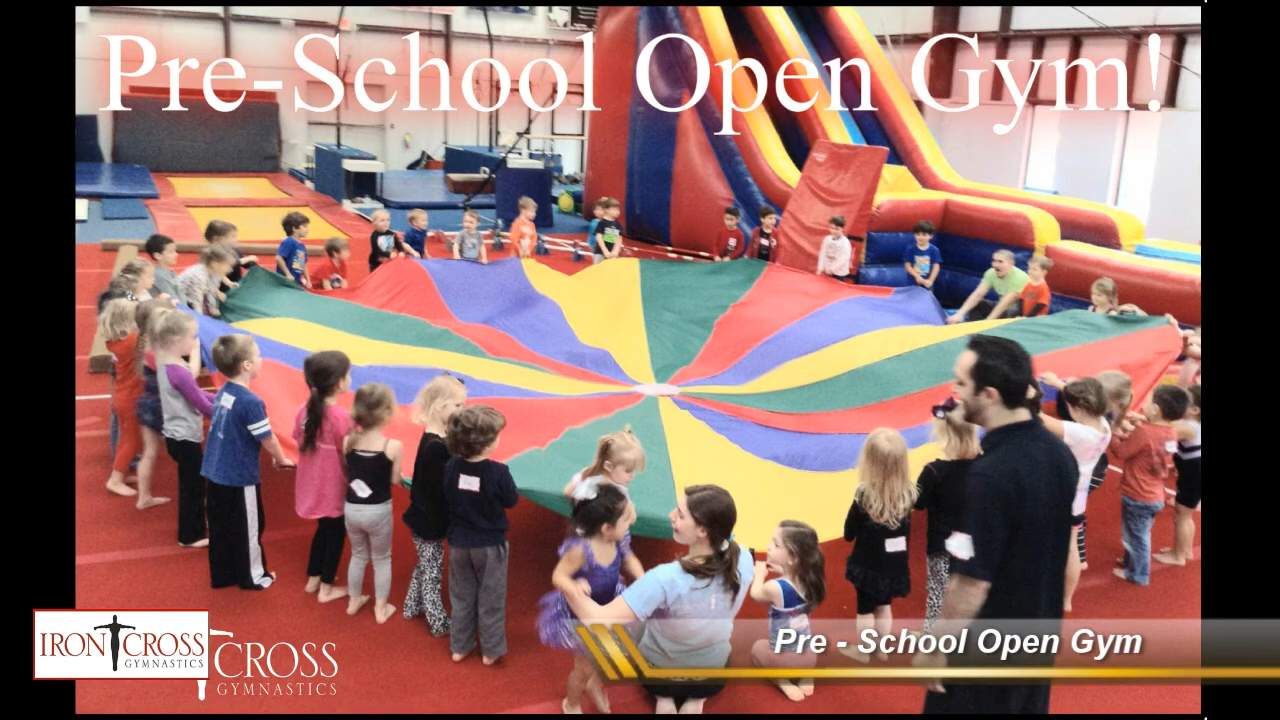 Pre-School Open Gym!
IRON CROSS
GYMNASTICS
CROSS
GYMNASTICS
Pre - School Open Gym